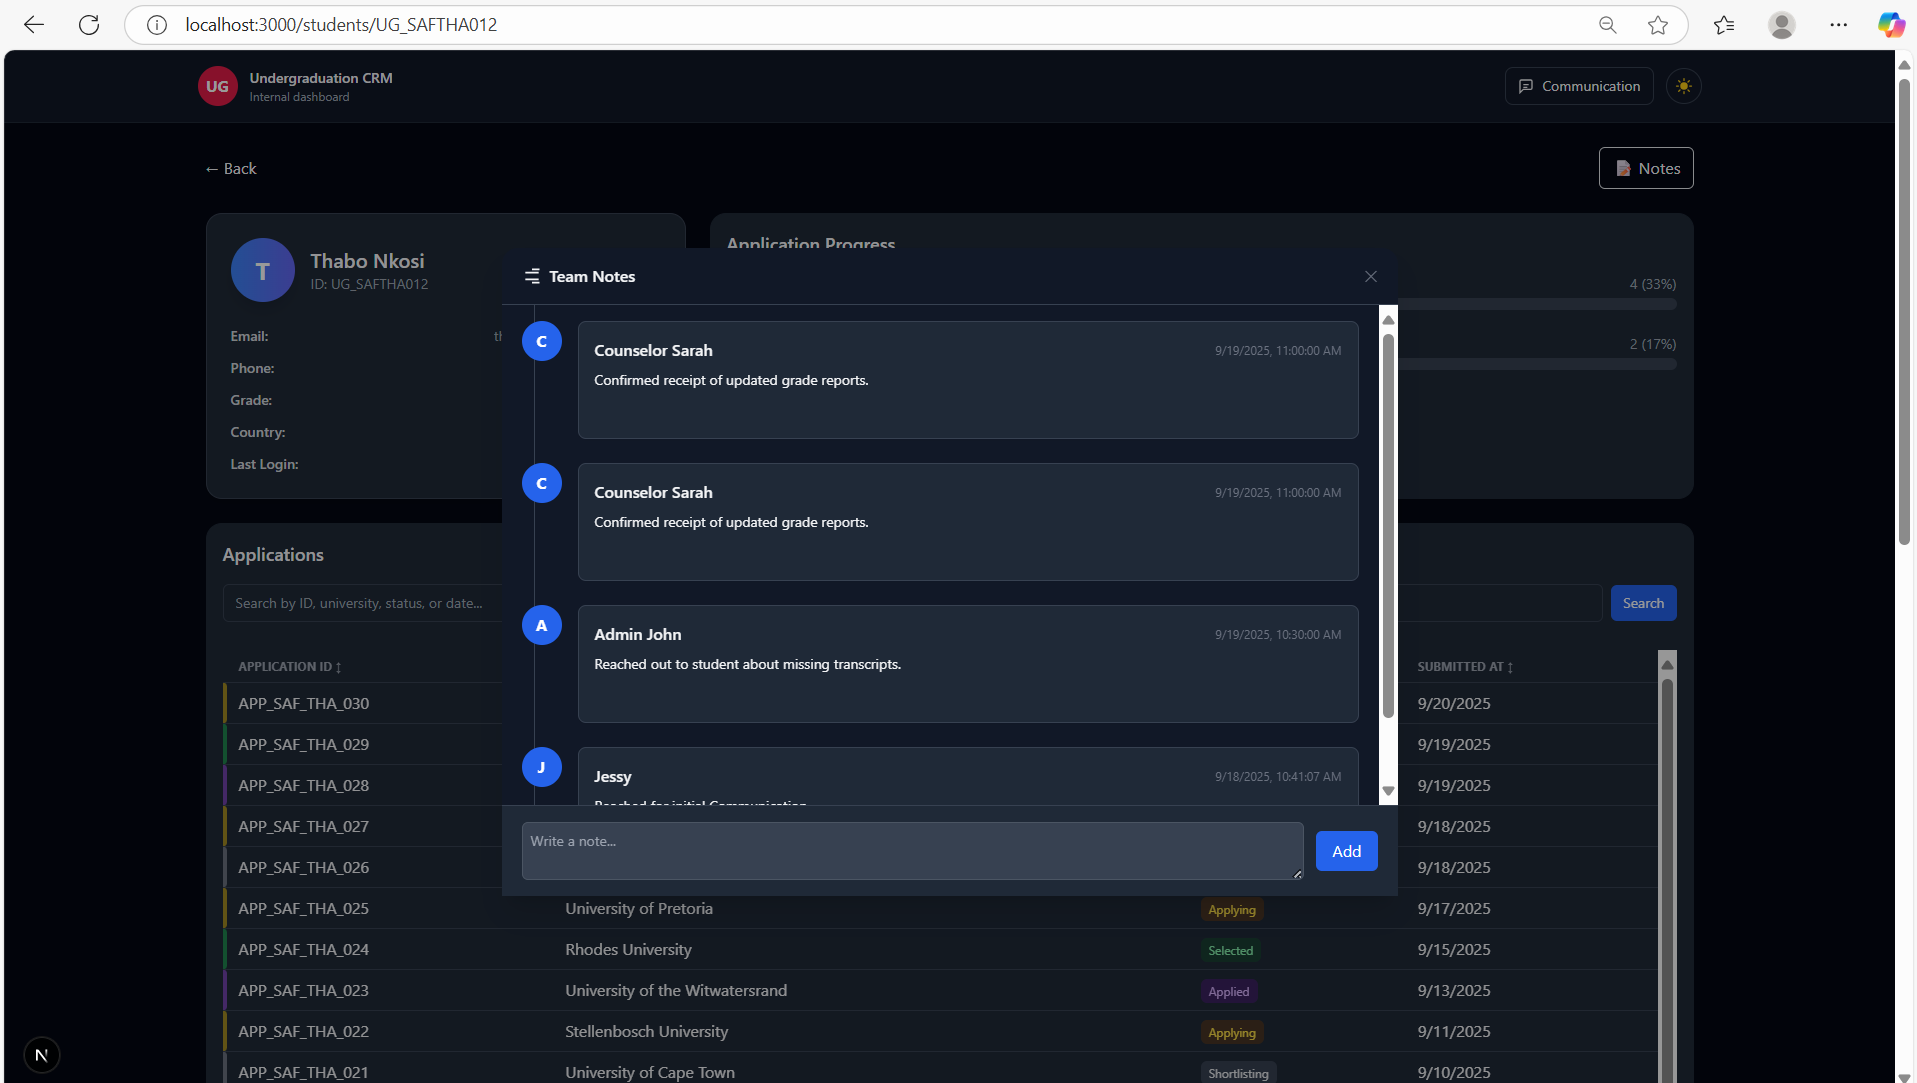 localhost:3000/students/UG_SAFTHA012
UG
Undergraduation CRM
Internal dashboard
Communication
← Back
Notes
T
Thabo Nkosi
ID: UG_SAFTHA012
Email:
Phone:
Grade:
Country:
Last Login:
Application Progress
4 (33%)
2 (17%)
Team Notes
C
Counselor Sarah
9/19/2025, 11:00:00 AM
Confirmed receipt of updated grade reports.
C
Counselor Sarah
9/19/2025, 11:00:00 AM
Confirmed receipt of updated grade reports.
A
Admin John
9/19/2025, 10:30:00 AM
Reached out to student about missing transcripts.
J
Jessy
9/18/2025, 10:41:07 AM
Reached for initial Communication
Write a note...
Add
Applications
Search by ID, university, status, or date...
Search
APPLICATION ID ↕ SUBMITTED AT ↕
APP_SAF_THA_030 9/20/2025
APP_SAF_THA_029 9/19/2025
APP_SAF_THA_028 9/19/2025
APP_SAF_THA_027 9/18/2025
APP_SAF_THA_026 9/18/2025
APP_SAF_THA_025 University of Pretoria Applying 9/17/2025
APP_SAF_THA_024 Rhodes University Selected 9/15/2025
APP_SAF_THA_023 University of the Witwatersrand Applied 9/13/2025
APP_SAF_THA_022 Stellenbosch University Applying 9/11/2025
APP_SAF_THA_021 University of Cape Town Shortlisting 9/10/2025
N